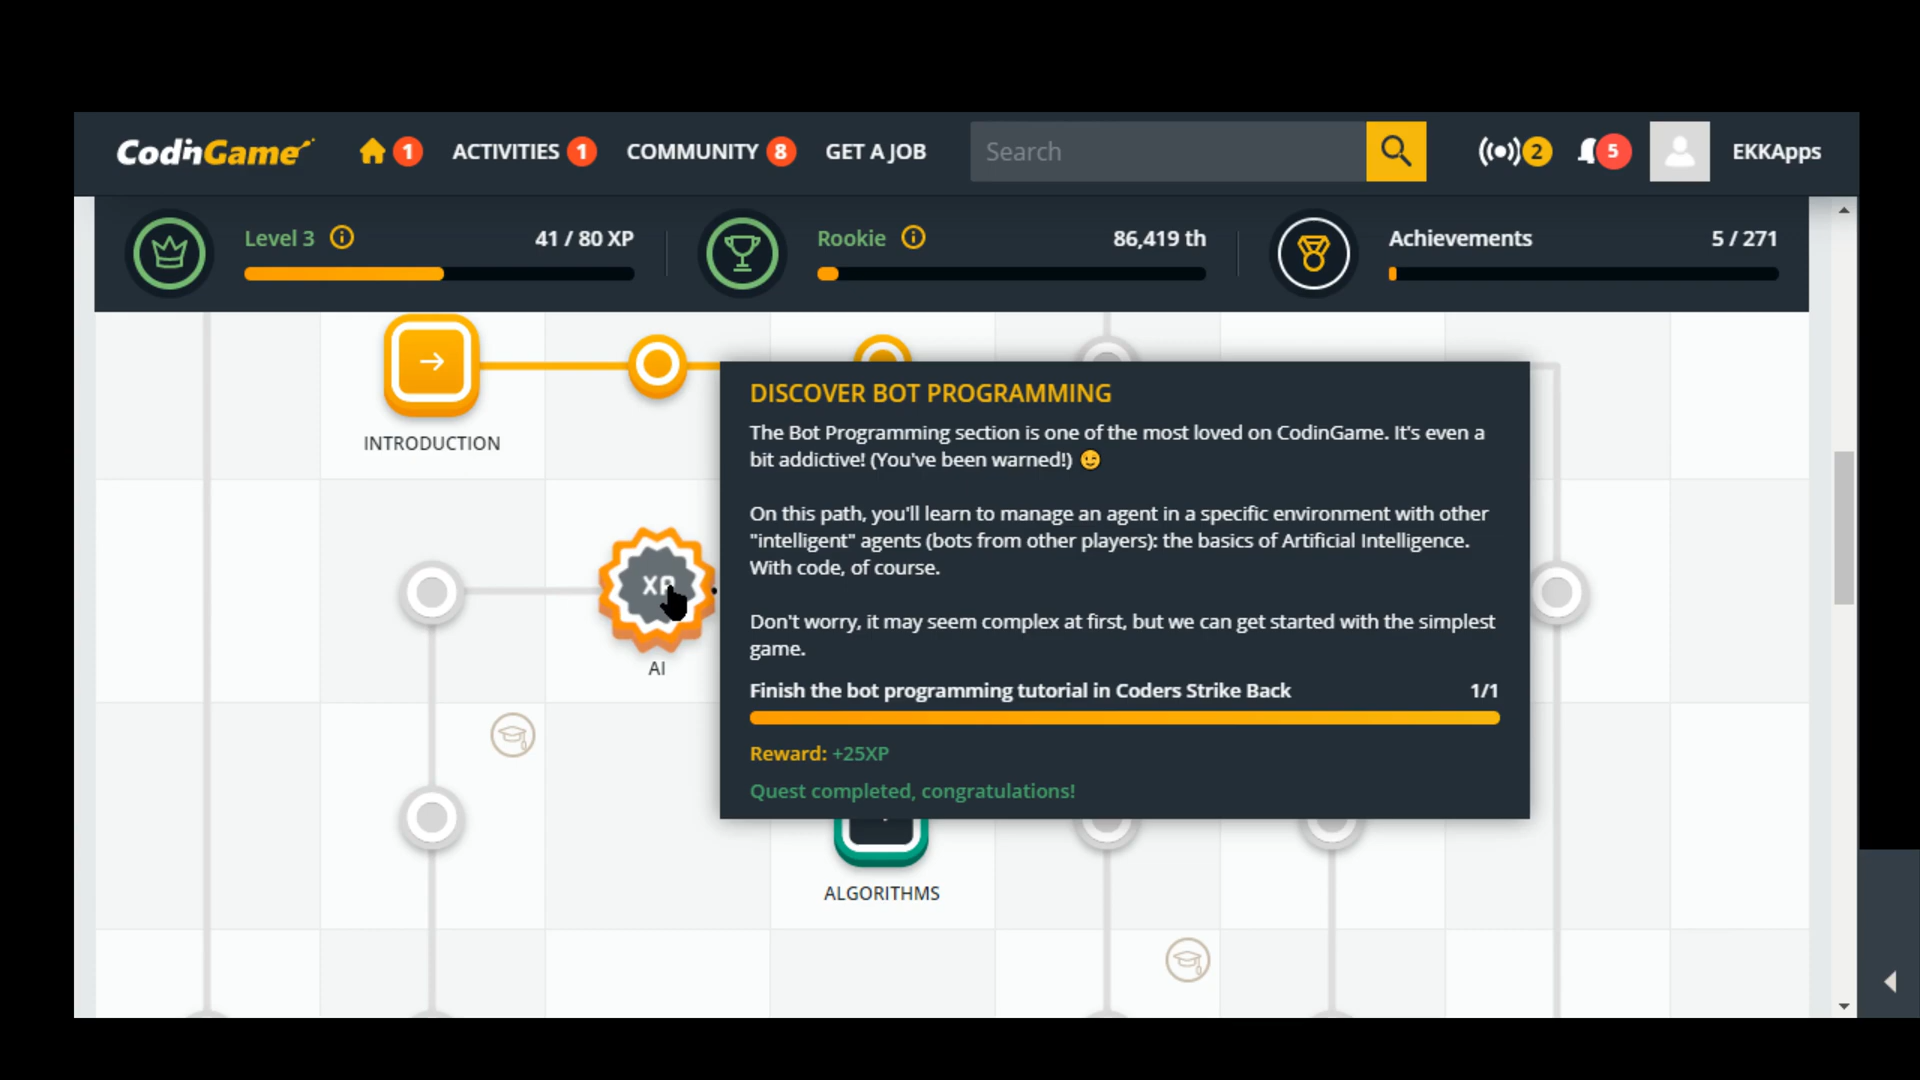 CodinGame 1 ACTIVITIES 1 COMMUNITY 8 GET A JOB Search 2 5 EKKApps
Level 3 41 / 80 XP Rookie 86,419 th Achievements 5 / 271
INTRODUCTION
DISCOVER BOT PROGRAMMING
The Bot Programming section is one of the most loved on CodinGame. It's even a
bit addictive! (You've been warned!) 😉
On this path, you'll learn to manage an agent in a specific environment with other
"intelligent" agents (bots from other players): the basics of Artificial Intelligence.
With code, of course.
Don't worry, it may seem complex at first, but we can get started with the simplest
game.
Finish the bot programming tutorial in Coders Strike Back 1/1
Reward: +25XP
Quest completed, congratulations!
XP
AI
ALGORITHMS